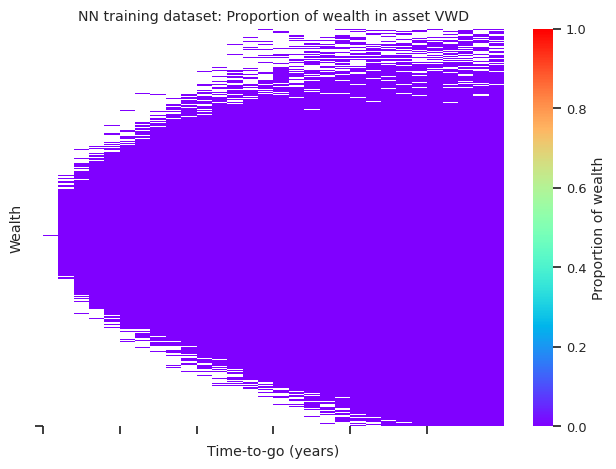 NN training dataset: Proportion of wealth in asset VWD
Wealth
Time-to-go (years)
1.0
0.8
0.6
0.4
0.2
0.0
Proportion of wealth